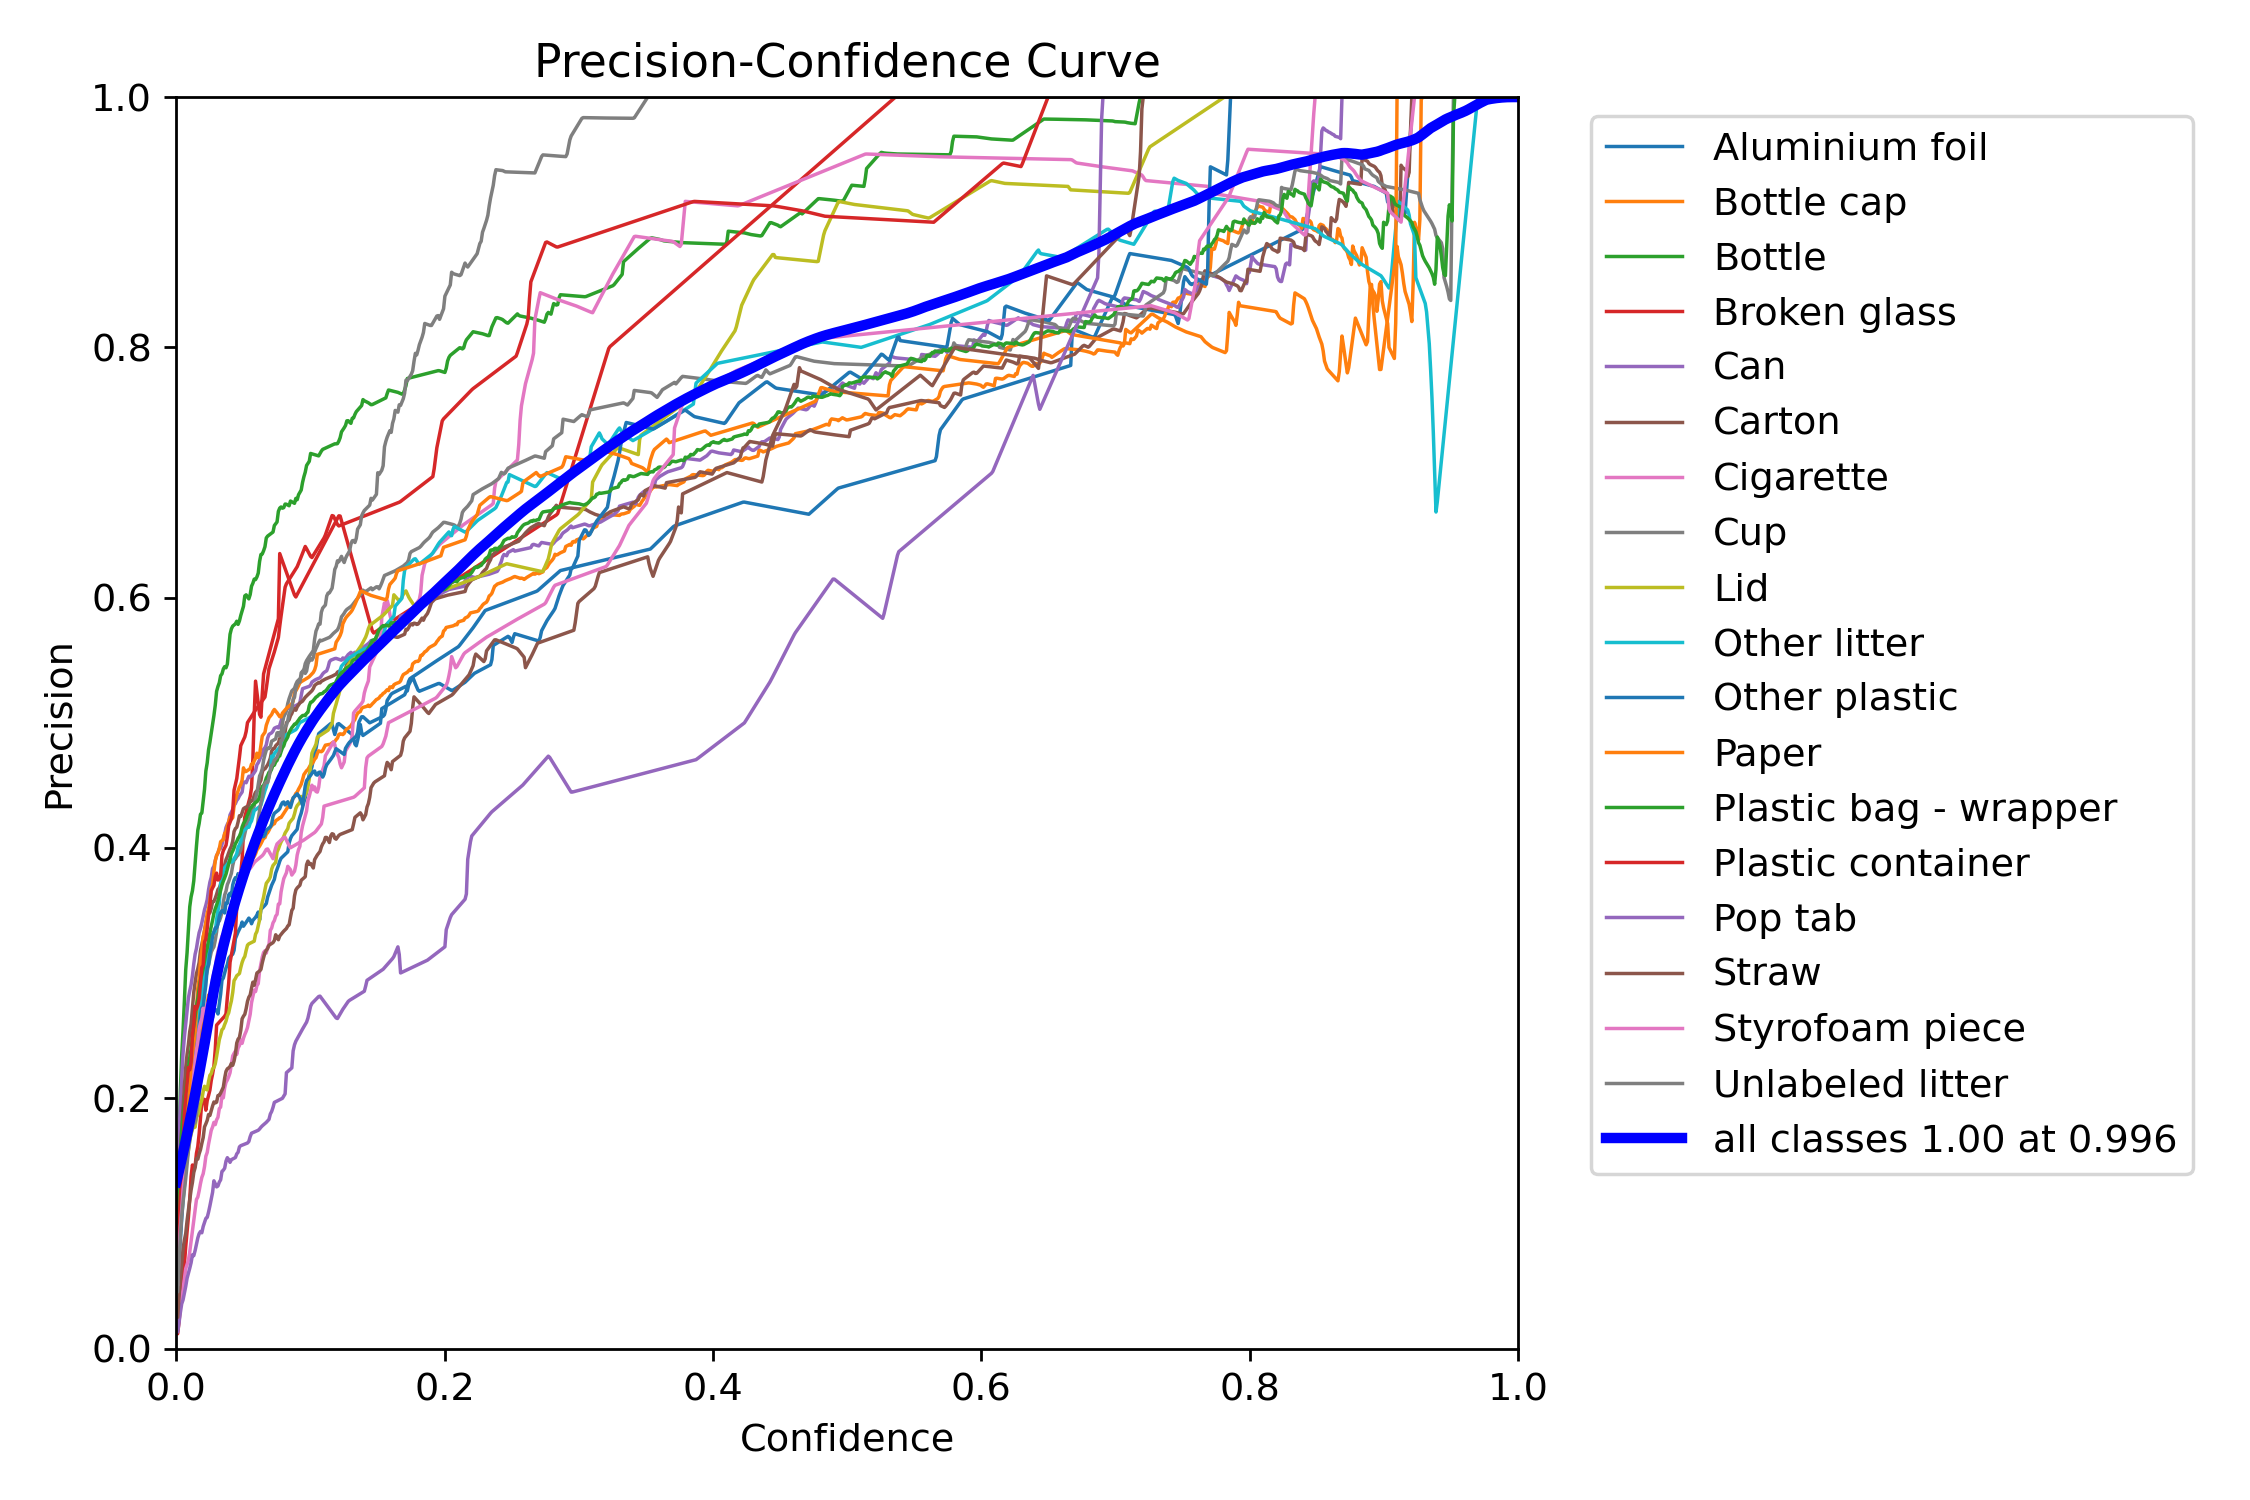 Precision-Confidence Curve
1.0
0.8
0.6
0.4
0.2
0.0
Precision
0.0 0.2 0.4 0.6 0.8 1.0
Confidence
Aluminium foil
Bottle cap
Bottle
Broken glass
Can
Carton
Cigarette
Cup
Lid
Other litter
Other plastic
Paper
Plastic bag - wrapper
Plastic container
Pop tab
Straw
Styrofoam piece
Unlabeled litter
all classes 1.00 at 0.996